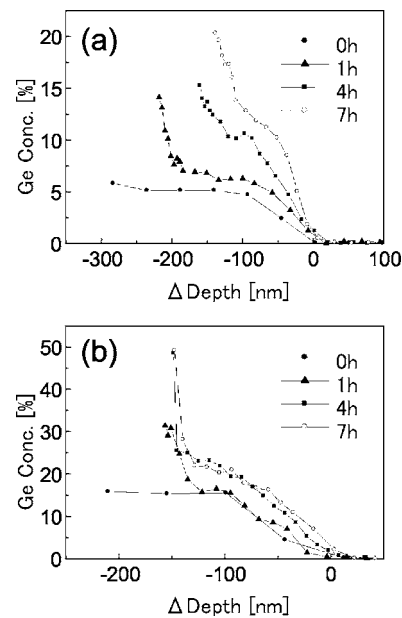 (a)
0h
1h
4h
7h
20
15
10
5
0
Ge Conc. [%]
-300 -200 -100 0 100
Δ Depth [nm]
(b)
0h
1h
4h
7h
50
40
30
20
10
0
Ge Conc. [%]
-200 -100 0
Δ Depth [nm]